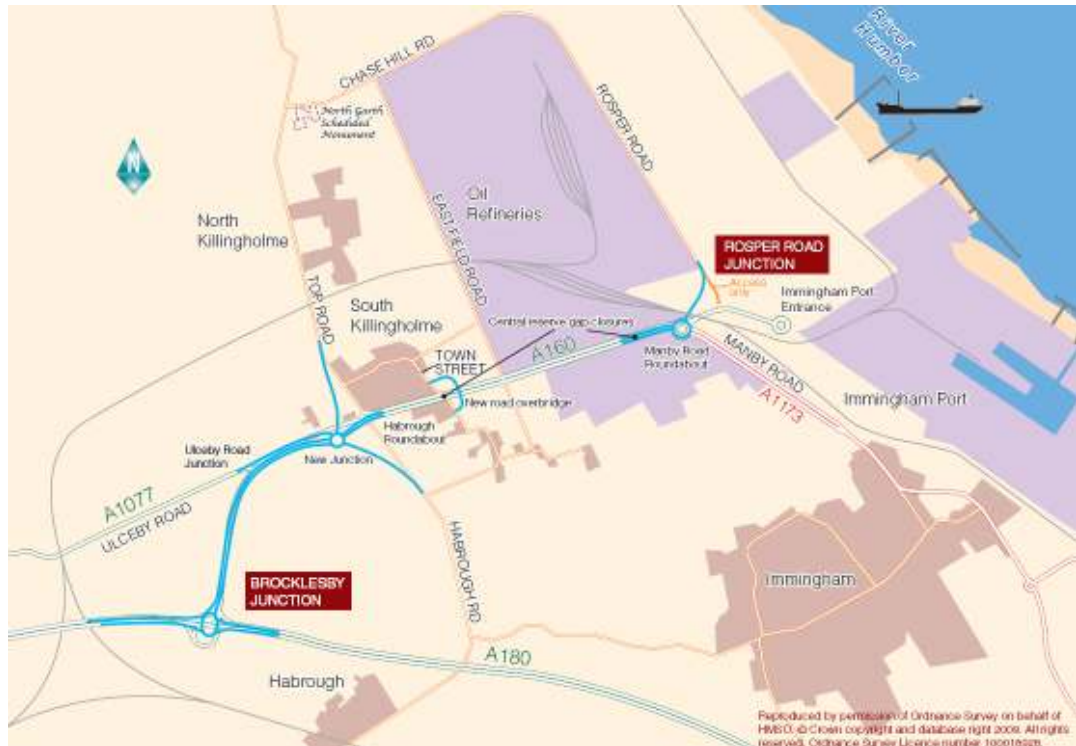 River
Humber
CHASE HILL RD
ROSPER ROAD
North Garth
Scheduled
Monument
N
Oil
Refineries
EAST FIELD ROAD
North
Killingholme
ROSPER ROAD
JUNCTION
Access
only
Immingham Port
Entrance
TOP ROAD
South
Killingholme
Central reserve gap closures
A160
Manby Road
Roundabout
MANBY ROAD
TOWN
STREET
New road overbridge
Immingham Port
A1173
Habrough
Roundabout
Ulceby Road
Junction
New Junction
A1077
ULCEBY ROAD
HABROUGH RD
BROCKLESBY
JUNCTION
Immingham
A180
Habrough
Reproduced by permission of Ordnance Survey on behalf of
HMSO. © Crown copyright and database right 2009. All rights
reserved. Ordnance Survey Licence number